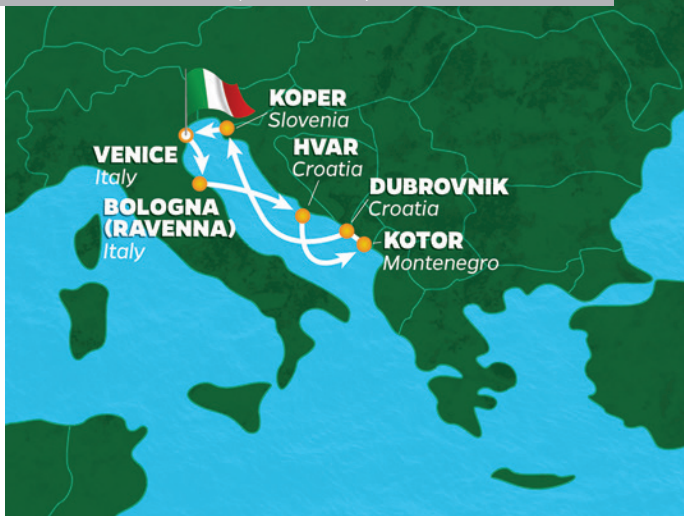 KOPER
Slovenia
HVAR
Croatia
VENICE
Italy
DUBROVNIK
Croatia
BOLOGNA
(RAVENNA)
Italy
KOTOR
Montenegro